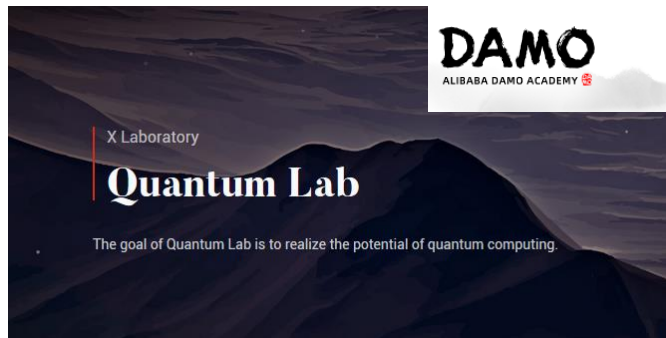 DAMO
ALIBABA DAMO ACADEMY
X Laboratory
Quantum Lab
The goal of Quantum Lab is to realize the potential of quantum computing.